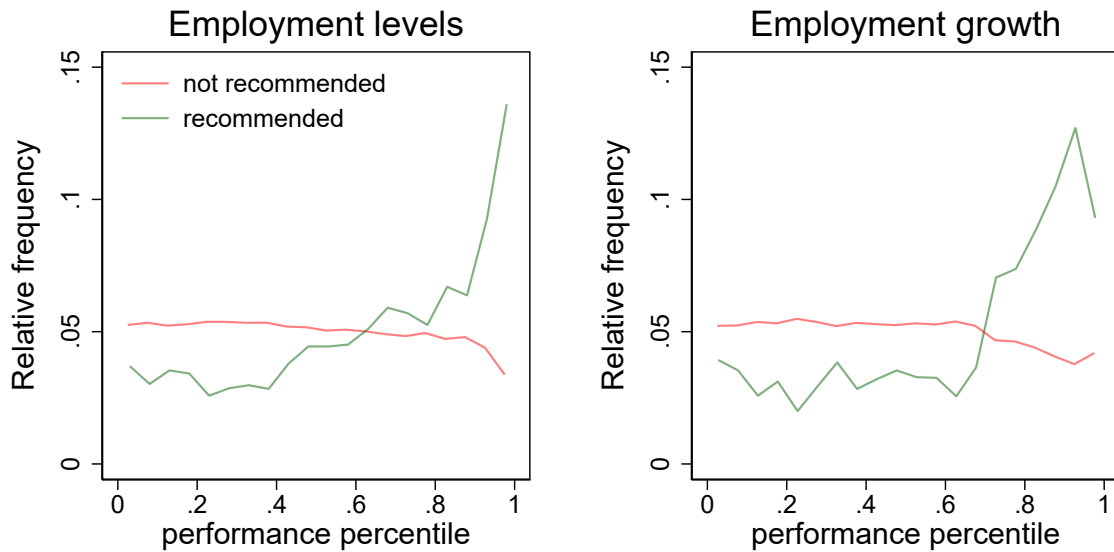 Employment levels
Relative frequency
.15
.1
.05
0
not recommended
recommended
0 .2 .4 .6 .8 1
performance percentile
Employment growth
Relative frequency
.15
.1
.05
0
0 .2 .4 .6 .8 1
performance percentile